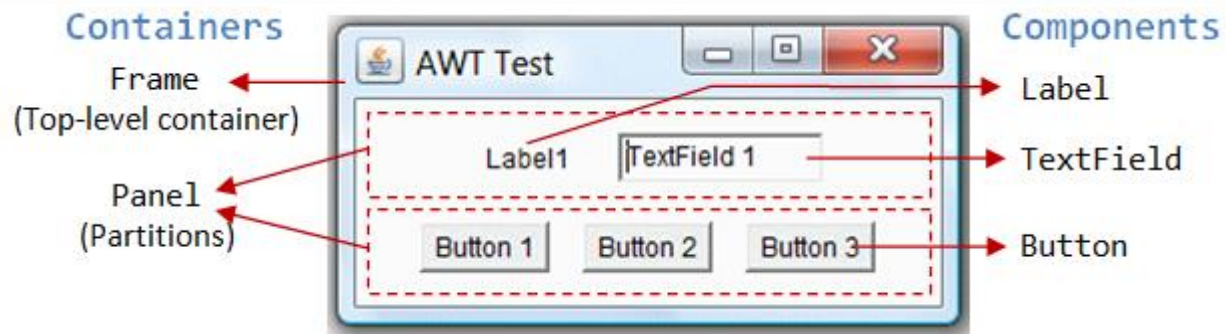 Containers
Components
AWT Test
Frame
(Top-level container)
Label
Label1
TextField 1
TextField
Panel
(Partitions)
Button 1
Button 2
Button 3
Button